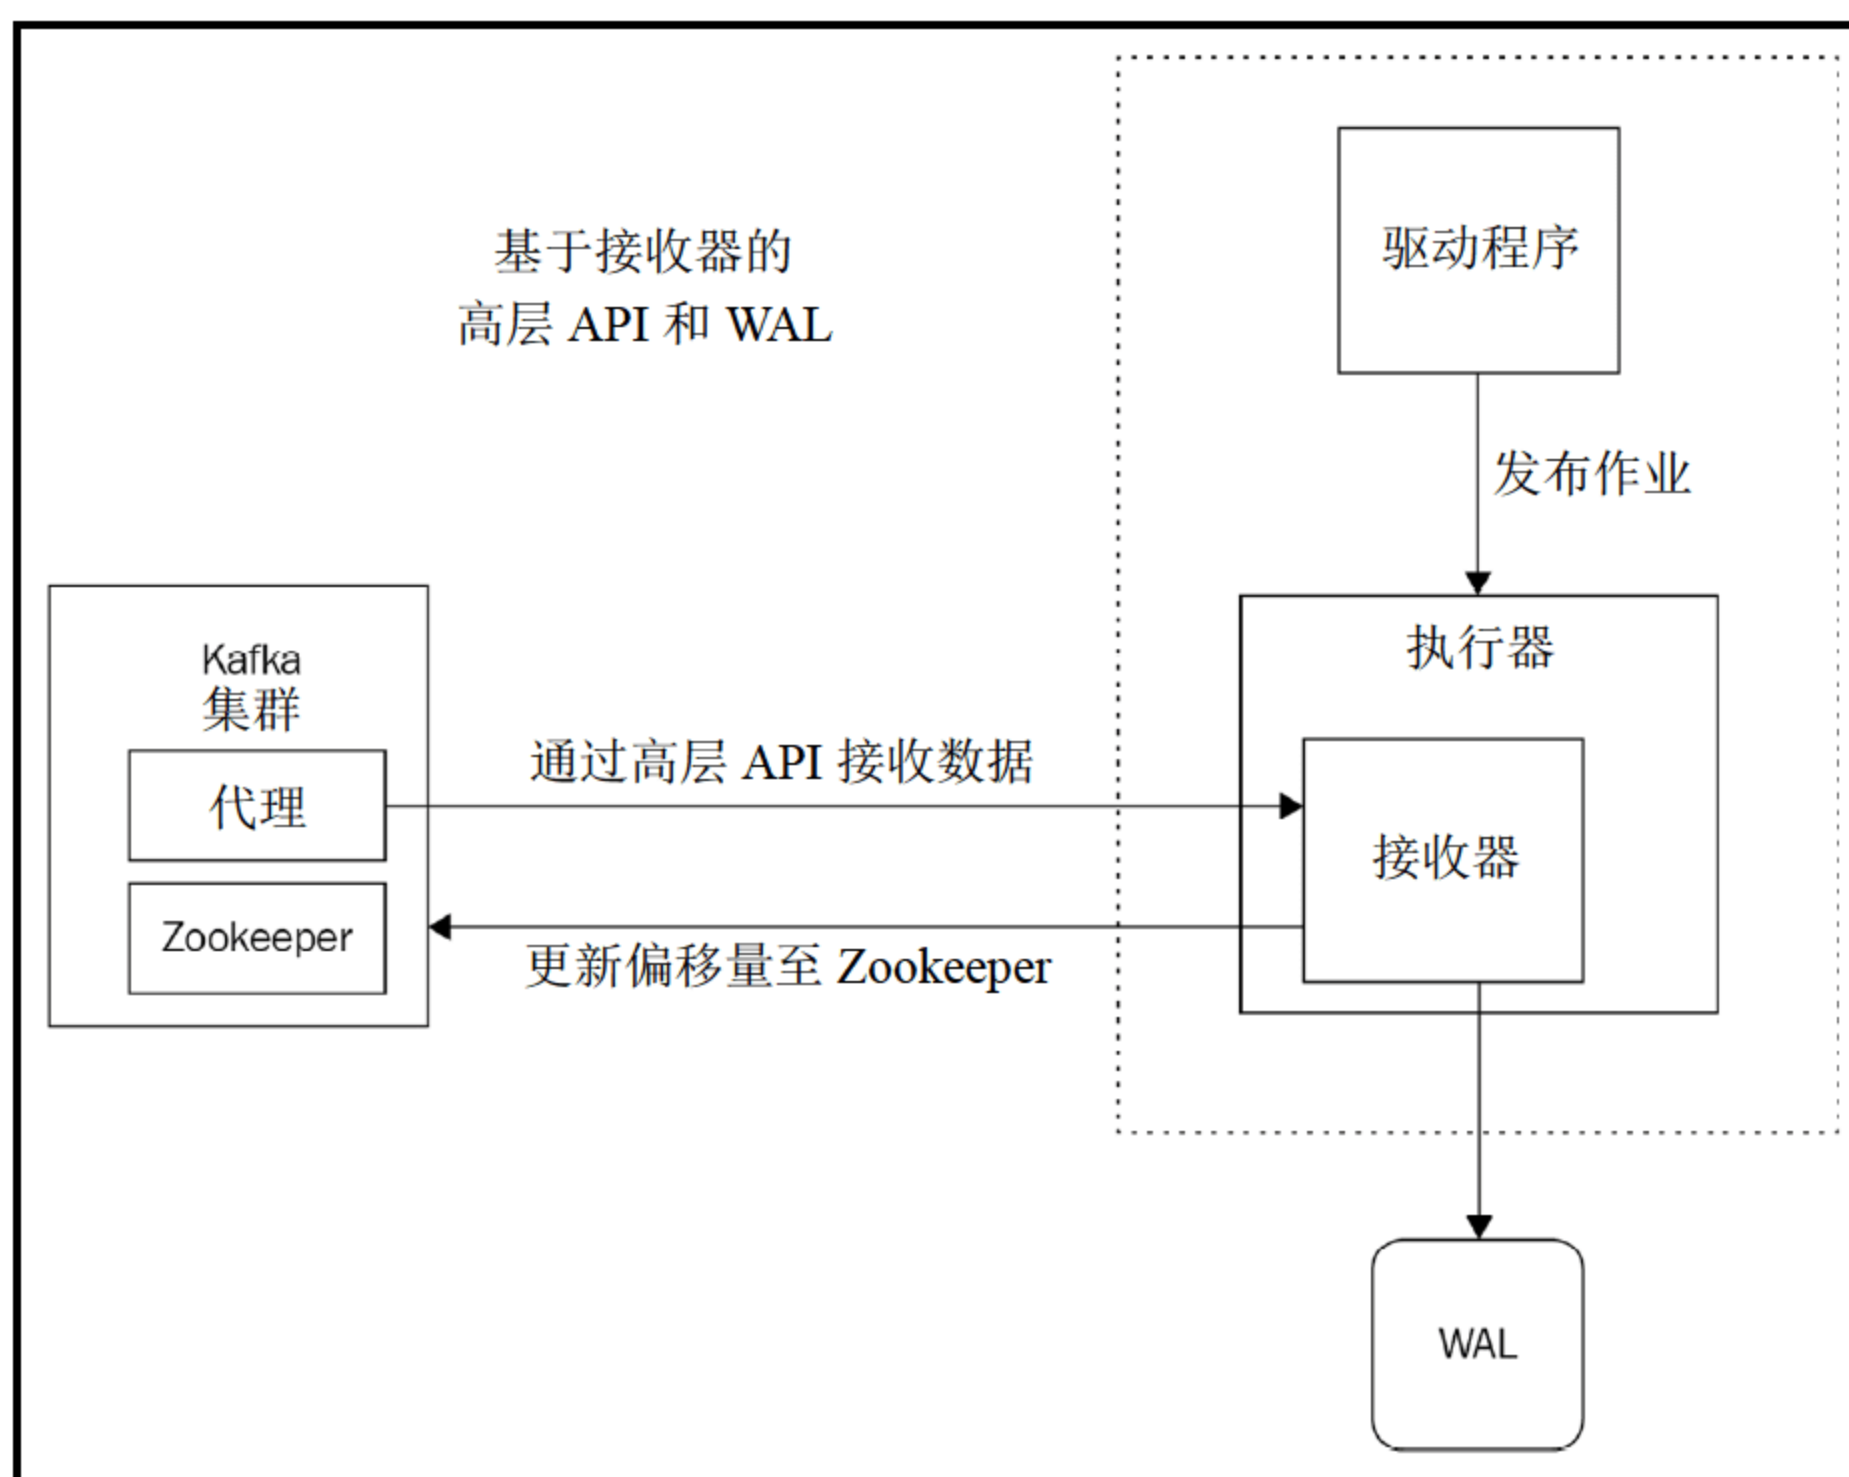 基于接收器的
高层 API 和 WAL
驱动程序
发布作业
执行器
Kafka
集群
代理
通过高层 API 接收数据
接收器
Zookeeper
更新偏移量至 Zookeeper
WAL